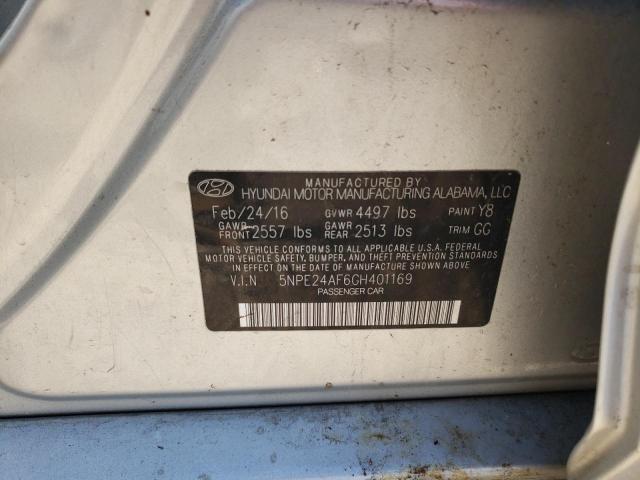 MANUFACTURED BY
HYUNDAI MOTOR MANUFACTURING ALABAMA, LLC
Feb/24/16 GVWR 4497 lbs PAINT Y8
GAWR FRONT 2557 lbs GAWR REAR 2513 lbs TRIM GG
THIS VEHICLE CONFORMS TO ALL APPLICABLE U.S.A. FEDERAL
MOTOR VEHICLE SAFETY, BUMPER, AND THEFT PREVENTION
STANDARDS IN EFFECT ON THE DATE OF MANUFACTURE SHOWN ABOVE.
V.I.N 5NPE24AF6GH401169
PASSENGER CAR